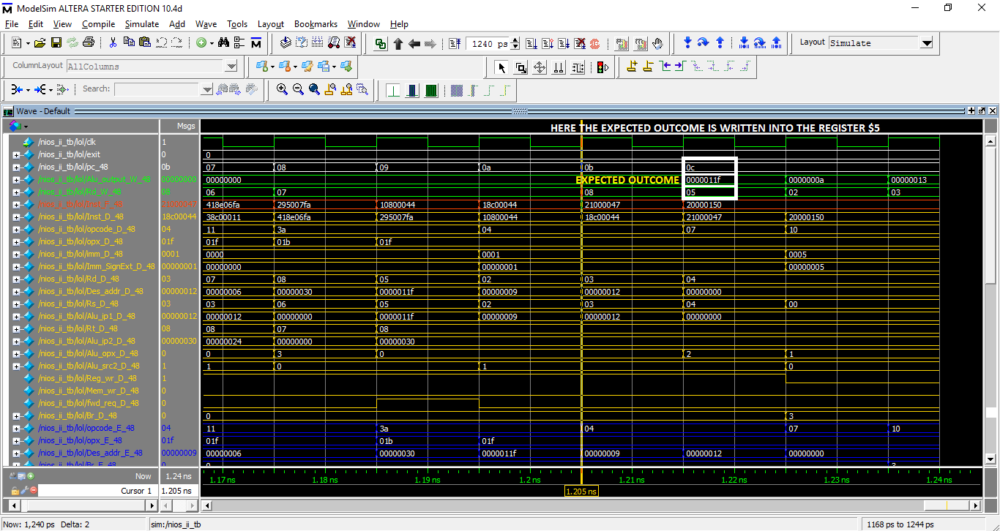 ModelSim ALTERA STARTER EDITION 10.4d
File Edit View Compile Simulate Add Wave Tools Layout Bookmarks Window Help
1240 ps
Layout Simulate
ColumnLayout AllColumns
Search:
Wave - Default
Msgs
HERE THE EXPECTED OUTCOME IS WRITTEN INTO THE REGISTER $5
/nios_ii_tb/lol/clk 1
/nios_ii_tb/lol/exit 0 0
/nios_ii_tb/lol/pc_48 0b 07 08 09 0a 0b 0c
/nios_ii_tb/lol/Alu_output_W_48 00000000 00000000 EXPECTED OUTCOME 0000011f 0000000a 00000013
/nios_ii_tb/lol/Rd_W_48 08 06 07 08 05 02 03
/nios_ii_tb/lol/Inst_F_48 21000047 418e06fa 295007fa 10800044 18c00044 21000047 20000150
/nios_ii_tb/lol/Inst_D_48 18c00044 38c00011 418e06fa 295007fa 10800044 18c00044 21000047 20000150
/nios_ii_tb/lol/opcode_D_48 04 11 3a 04 07 10
/nios_ii_tb/lol/opx_D_48 01f 01f 01b 01f
/nios_ii_tb/lol/imm_D_48 0001 0000 0001 0005
/nios_ii_tb/lol/Imm_SignExt_D_48 00000001 00000000 00000001 00000005
/nios_ii_tb/lol/Rd_D_48 03 07 08 05 02 03 04
/nios_ii_tb/lol/Des_addr_D_48 00000012 00000006 00000030 0000011f 00000009 00000012 00000000
/nios_ii_tb/lol/Rs_D_48 03 03 06 05 02 03 04 00
/nios_ii_tb/lol/Alu_ip1_D_48 00000012 00000012 00000000 0000011f 00000009 00000012 00000000
/nios_ii_tb/lol/Rt_D_48 08 08 07 08
/nios_ii_tb/lol/Alu_ip2_D_48 00000030 00000024 00000000 00000030
/nios_ii_tb/lol/Alu_opx_D_48 0 0 3 0 2 1
/nios_ii_tb/lol/Alu_src2_D_48 1 1 0 1 0
/nios_ii_tb/lol/Reg_wr_D_48 1
/nios_ii_tb/lol/Mem_wr_D_48 0
/nios_ii_tb/lol/fwd_req_D_48 0
/nios_ii_tb/lol/Br_D_48 0 0 3
/nios_ii_tb/lol/opcode_E_48 04 11 3a 04 07 10
/nios_ii_tb/lol/opx_E_48 01f 01f 01b 01f
/nios_ii_tb/lol/Des_addr_E_48 00000009 00000006 00000030 0000011f 00000009 00000012 00000000
Now 1.24 ns 1.17 ns 1.18 ns 1.19 ns 1.2 ns 1.21 ns 1.22 ns 1.23 ns 1.24 ns
Cursor 1 1.205 ns 1.205 ns
Now: 1,240 ps Delta: 2 sim:/nios_ii_tb 1168 ps to 1244 ps